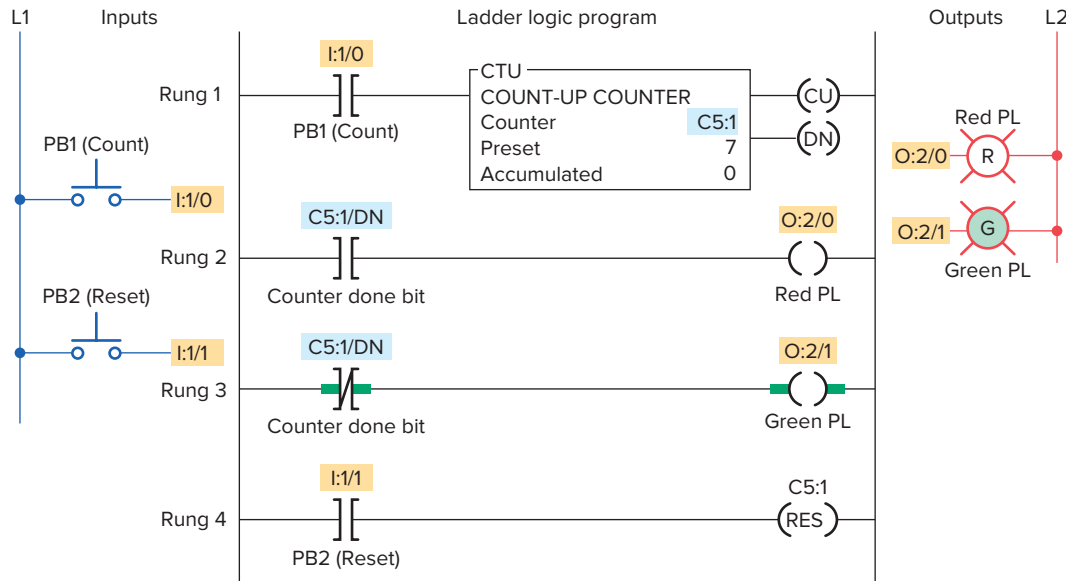 L1
Inputs
Ladder logic program
Outputs
L2
I:1/0
Rung 1
PB1 (Count)
CTU
COUNT-UP COUNTER
Counter C5:1
Preset 7
Accumulated 0
CU
DN
PB1 (Count)
I:1/0
Red PL
O:2/0
R
O:2/1
G
Green PL
C5:1/DN
O:2/0
Rung 2
Counter done bit
Red PL
PB2 (Reset)
I:1/1
C5:1/DN
O:2/1
Rung 3
Counter done bit
Green PL
I:1/1
C5:1
Rung 4
RES
PB2 (Reset)